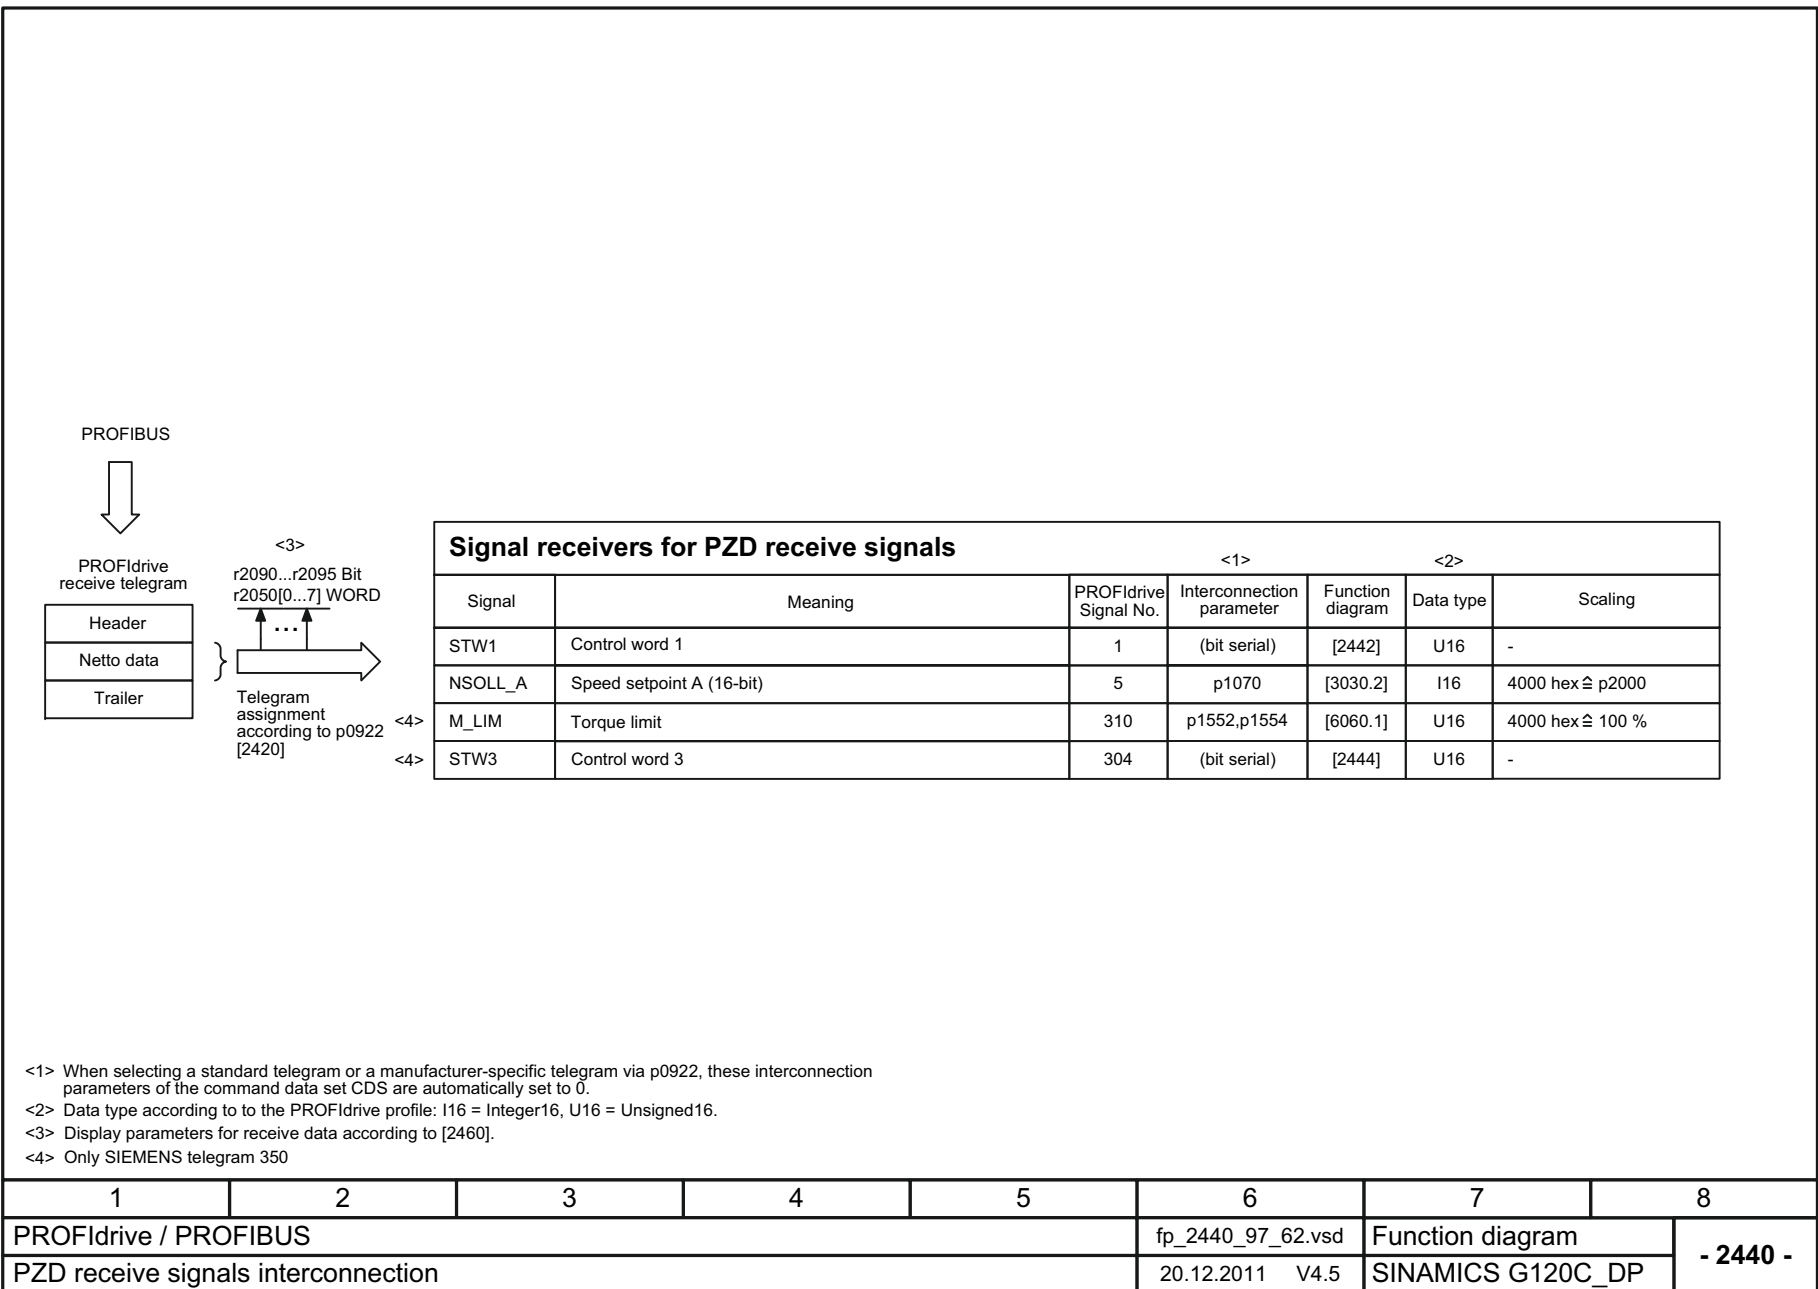 PROFIBUS
PROFIdrive
receive telegram
Header
Netto data
Trailer
<3>
r2090...r2095 Bit
r2050[0...7] WORD
...
Telegram
assignment
according to p0922
[2420]
Signal receivers for PZD receive signals
<1> <2>
Signal Meaning PROFIdrive Signal No. Interconnection parameter Function diagram Data type Scaling
STW1 Control word 1 1 (bit serial) [2442] U16 -
NSOLL_A Speed setpoint A (16-bit) 5 p1070 [3030.2] I16 4000 hex ≙ p2000
<4> M_LIM Torque limit 310 p1552,p1554 [6060.1] U16 4000 hex ≙ 100 %
<4> STW3 Control word 3 304 (bit serial) [2444] U16 -
<1> When selecting a standard telegram or a manufacturer-specific telegram via p0922, these interconnection
parameters of the command data set CDS are automatically set to 0.
<2> Data type according to to the PROFIdrive profile: I16 = Integer16, U16 = Unsigned16.
<3> Display parameters for receive data according to [2460].
<4> Only SIEMENS telegram 350
1 2 3 4 5 6 7 8
PROFIdrive / PROFIBUS fp_2440_97_62.vsd Function diagram - 2440 -
PZD receive signals interconnection 20.12.2011 V4.5 SINAMICS G120C_DP